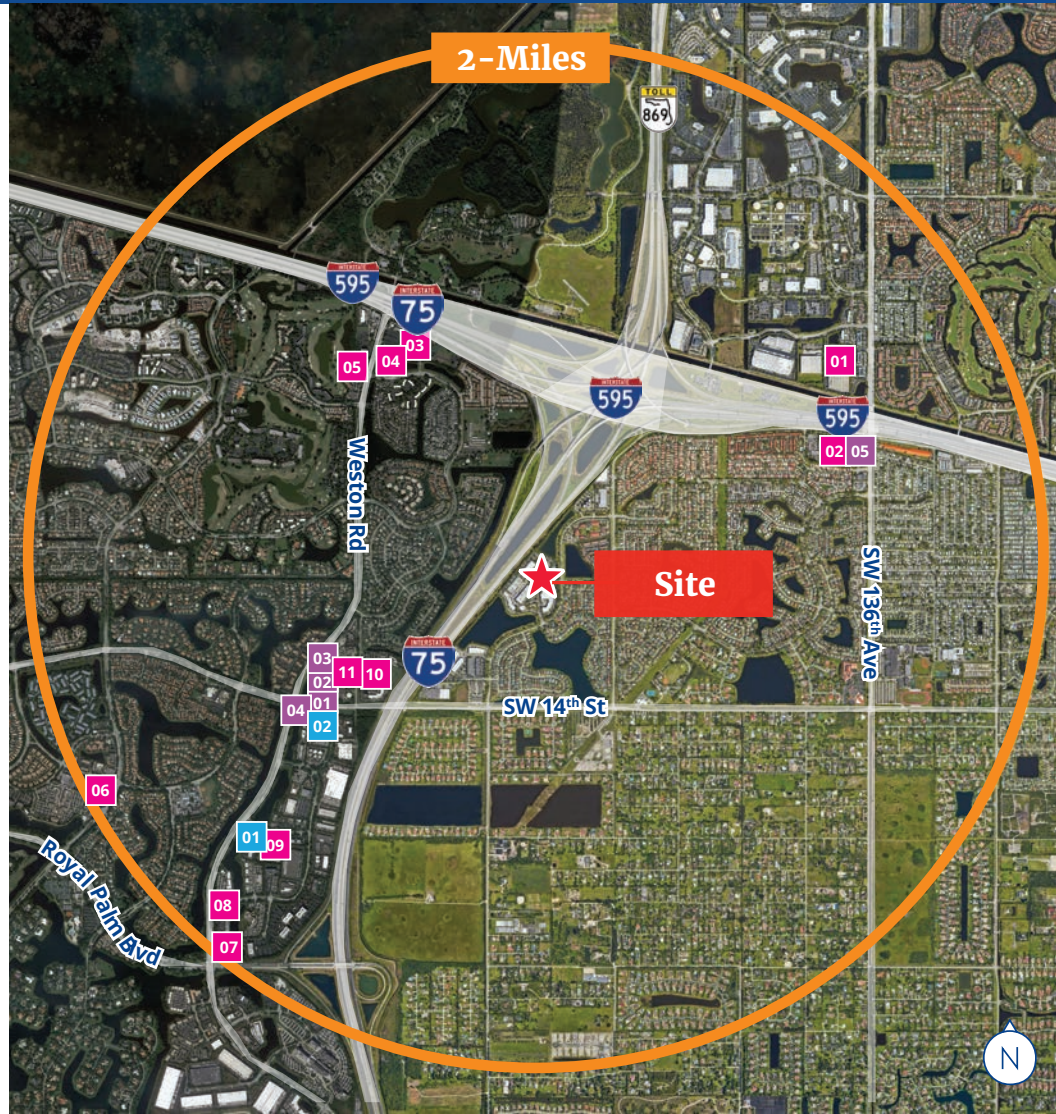 2-Miles
TOLL
869
INTERSTATE
595
INTERSTATE
75
03
04
05
01
INTERSTATE
595
INTERSTATE
595
02
05
Weston Rd
Site
SW 136th Ave
INTERSTATE
75
03
11
10
02
04
01
02
SW 14th St
06
01
09
Royal Palm Blvd
08
07
N